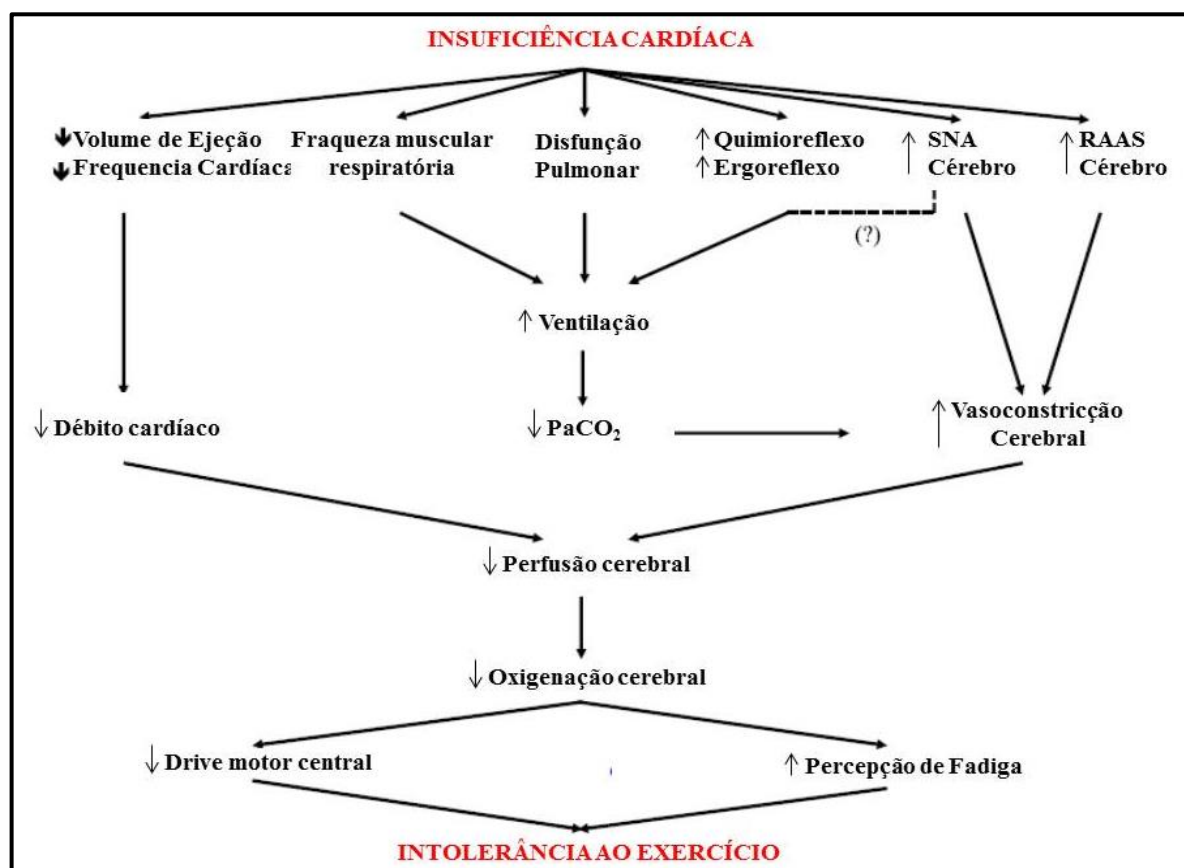 INSUFICIÊNCIA CARDÍACA
↓Volume de Ejeção
↓Frequencia Cardíaca
Fraqueza muscular
respiratória
Disfunção
Pulmonar
↑Quimioreflexo
↑Ergoreflexo
↑ SNA
Cérebro
↑RAAS
Cérebro
(?)
↑ Ventilação
↓ Débito cardíaco
↓ PaCO₂
↑ Vasoconstricção
Cerebral
↓ Perfusão cerebral
↓ Oxigenação cerebral
↓ Drive motor central
↑ Percepção de Fadiga
INTOLERÂNCIA AO EXERCÍCIO